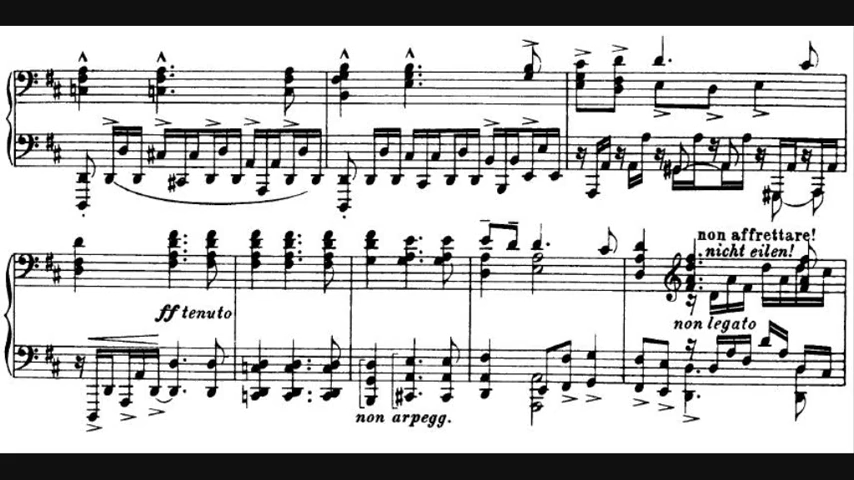 non affrettare!
nicht eilen!
ff tenuto
non legato
non arpegg.